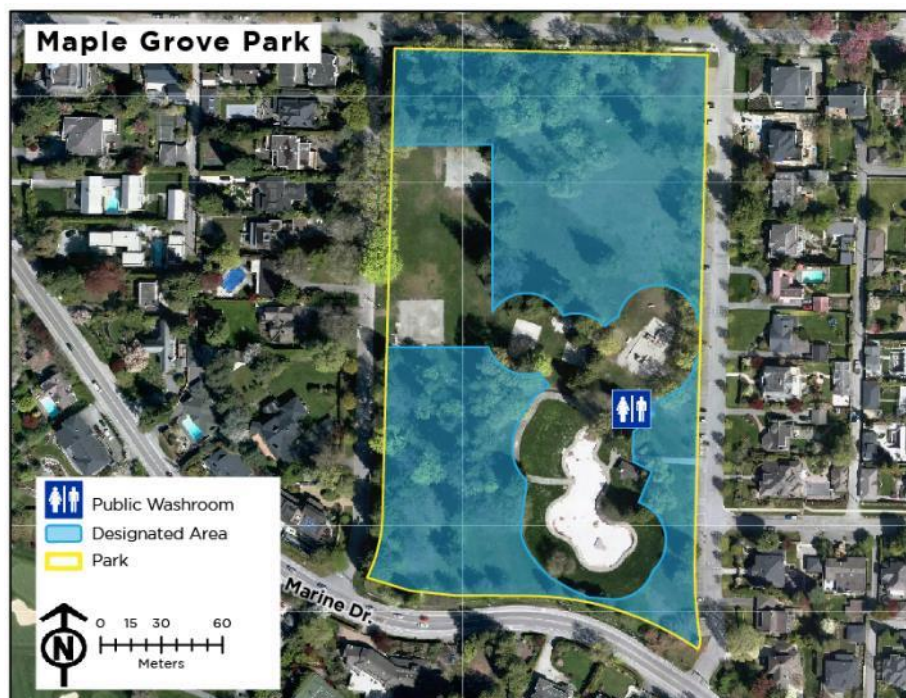 Maple Grove Park
Public Washroom
Designated Area
Park
Marine Dr.
N
0 15 30 60
Meters